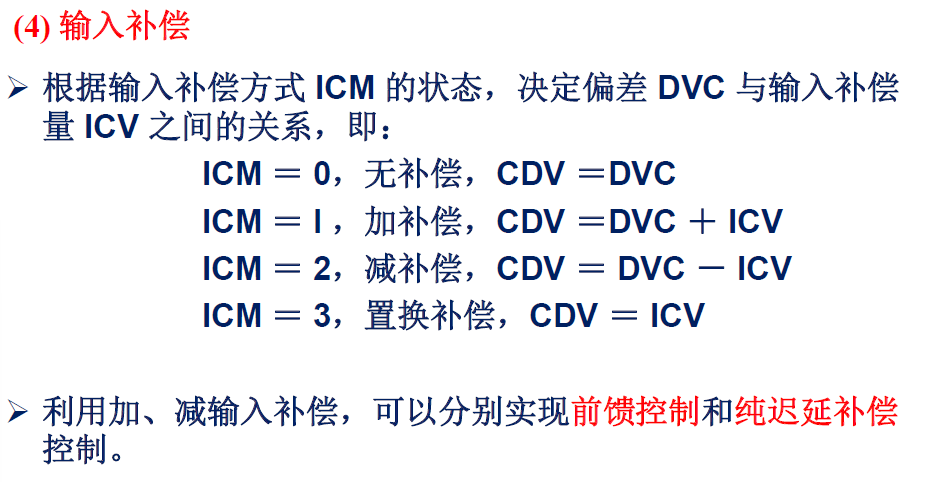 (4) 输入补偿
➢ 根据输入补偿方式 ICM 的状态，决定偏差 DVC 与输入补偿
量 ICV 之间的关系，即：
ICM ＝ 0，无补偿，CDV ＝DVC
ICM ＝ l ，加补偿，CDV ＝DVC ＋ ICV
ICM ＝ 2，减补偿，CDV ＝ DVC － ICV
ICM ＝ 3，置换补偿，CDV ＝ ICV
➢ 利用加、减输入补偿，可以分别实现前馈控制和纯迟延补偿
控制。